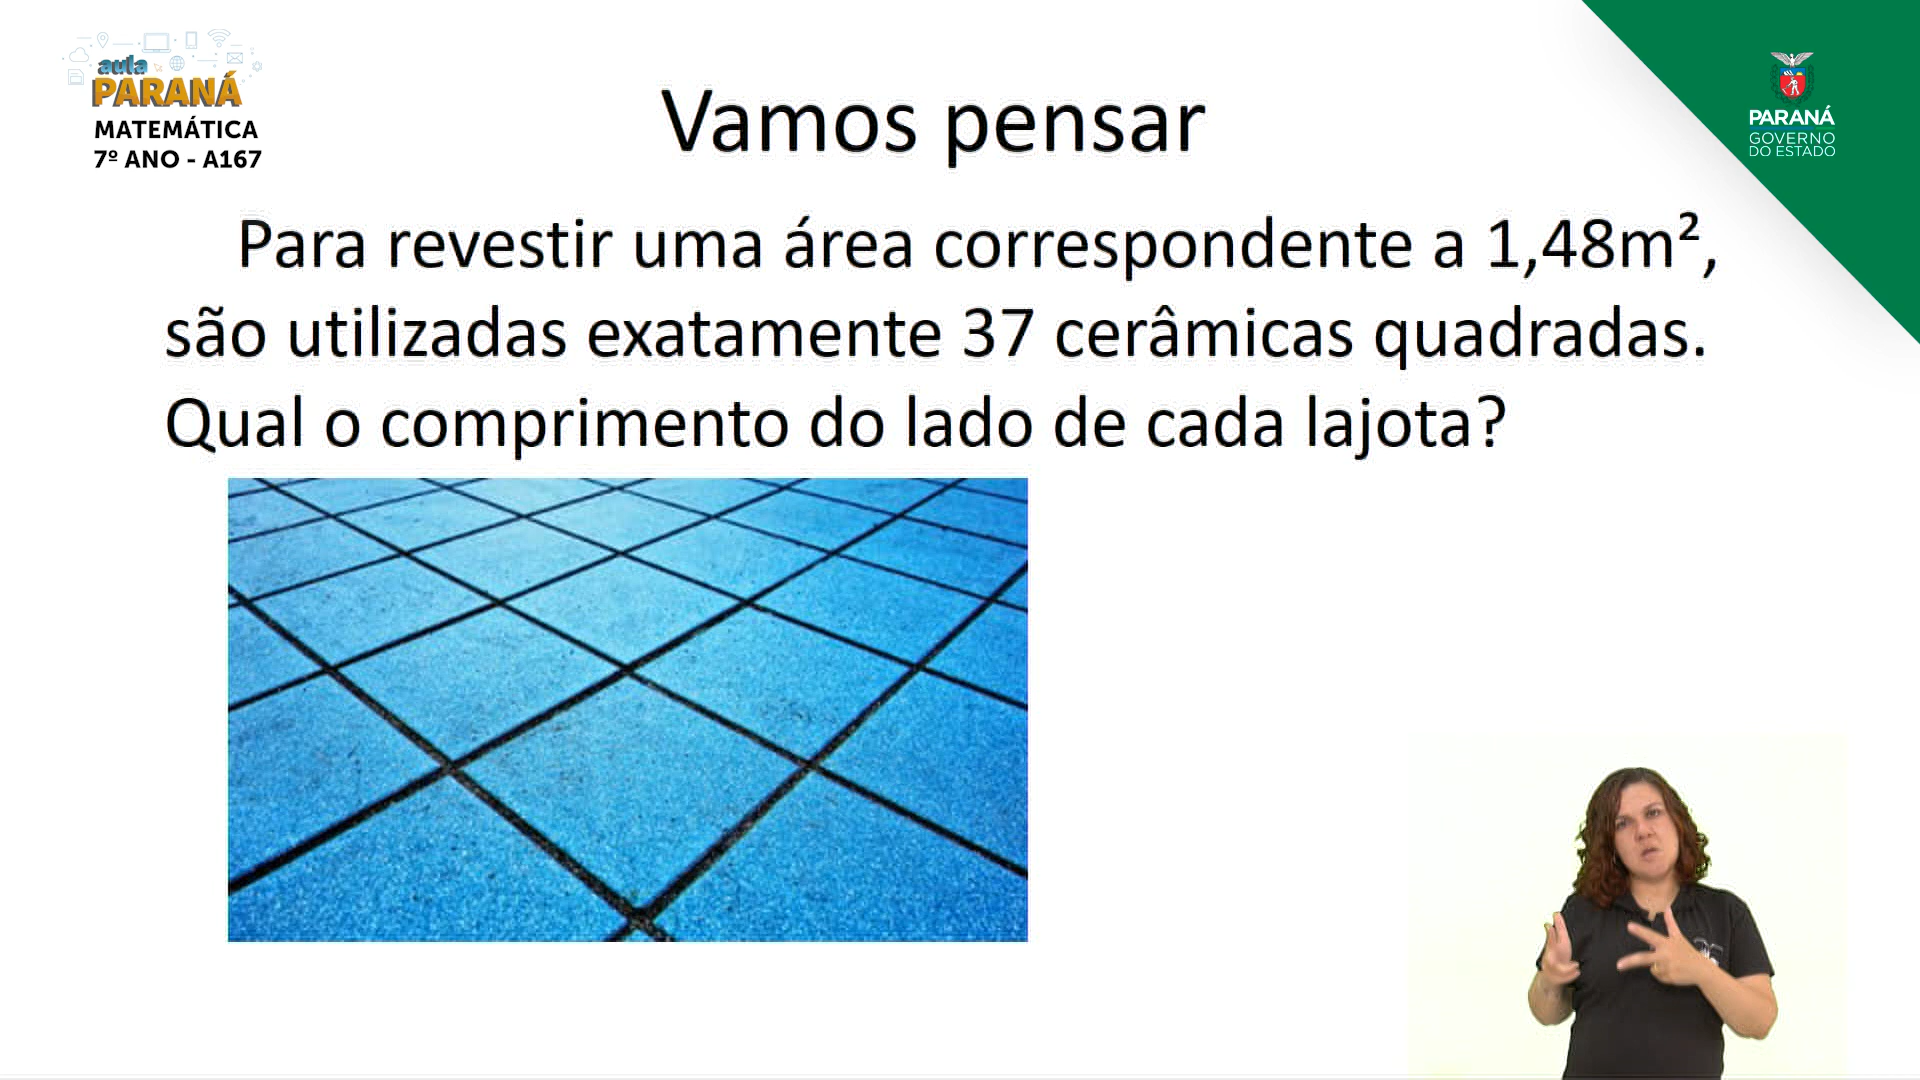 aula
PARANÁ
MATEMÁTICA
7º ANO - A167
PARANÁ
GOVERNO
DO ESTADO
Vamos pensar
Para revestir uma área correspondente a 1,48m²,
são utilizadas exatamente 37 cerâmicas quadradas.
Qual o comprimento do lado de cada lajota?